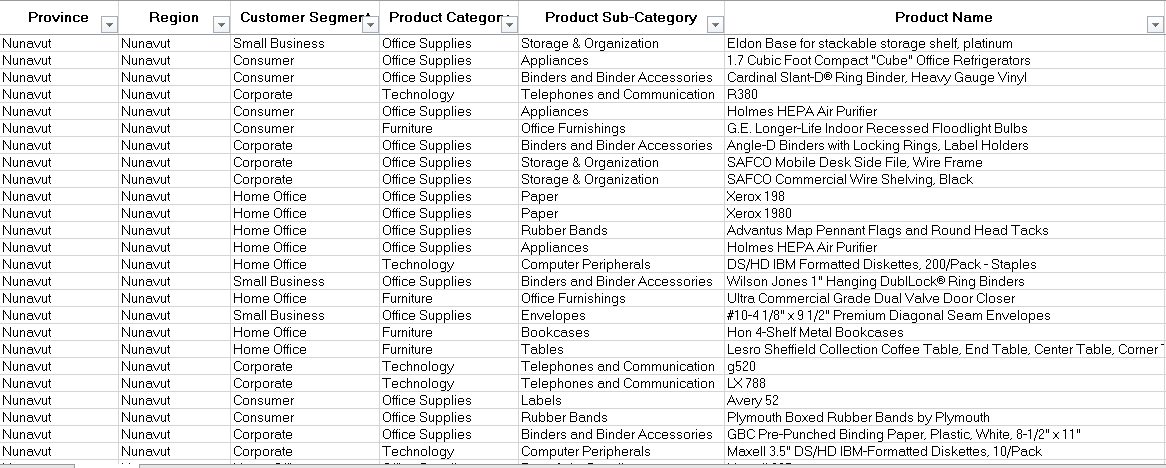 Province Region Customer Segment Product Category Product Sub-Category Product Name
Nunavut Nunavut Small Business Office Supplies Storage & Organization Eldon Base for stackable storage shelf, platinum
Nunavut Nunavut Consumer Office Supplies Appliances 1.7 Cubic Foot Compact "Cube" Office Refrigerators
Nunavut Nunavut Consumer Office Supplies Binders and Binder Accessories Cardinal Slant-D® Ring Binder, Heavy Gauge Vinyl
Nunavut Nunavut Corporate Technology Telephones and Communication R380
Nunavut Nunavut Consumer Office Supplies Appliances Holmes HEPA Air Purifier
Nunavut Nunavut Consumer Furniture Office Furnishings G.E. Longer-Life Indoor Recessed Floodlight Bulbs
Nunavut Nunavut Corporate Office Supplies Binders and Binder Accessories Angle-D Binders with Locking Rings, Label Holders
Nunavut Nunavut Corporate Office Supplies Storage & Organization SAFCO Mobile Desk Side File, Wire Frame
Nunavut Nunavut Corporate Office Supplies Storage & Organization SAFCO Commercial Wire Shelving, Black
Nunavut Nunavut Home Office Office Supplies Paper Xerox 198
Nunavut Nunavut Home Office Office Supplies Paper Xerox 1980
Nunavut Nunavut Home Office Office Supplies Rubber Bands Advantus Map Pennant Flags and Round Head Tacks
Nunavut Nunavut Home Office Office Supplies Appliances Holmes HEPA Air Purifier
Nunavut Nunavut Home Office Technology Computer Peripherals DS/HD IBM Formatted Diskettes, 200/Pack - Staples
Nunavut Nunavut Small Business Office Supplies Binders and Binder Accessories Wilson Jones 1" Hanging DublLock® Ring Binders
Nunavut Nunavut Home Office Furniture Office Furnishings Ultra Commercial Grade Dual Valve Door Closer
Nunavut Nunavut Small Business Office Supplies Envelopes #10-4 1/8" x 9 1/2" Premium Diagonal Seam Envelopes
Nunavut Nunavut Home Office Furniture Bookcases Hon 4-Shelf Metal Bookcases
Nunavut Nunavut Home Office Furniture Tables Lesro Sheffield Collection Coffee Table, End Table, Center Table, Corner
Nunavut Nunavut Corporate Technology Telephones and Communication g520
Nunavut Nunavut Corporate Technology Telephones and Communication LX 788
Nunavut Nunavut Consumer Office Supplies Labels Avery 52
Nunavut Nunavut Consumer Office Supplies Rubber Bands Plymouth Boxed Rubber Bands by Plymouth
Nunavut Nunavut Corporate Office Supplies Binders and Binder Accessories GBC Pre-Punched Binding Paper, Plastic, White, 8-1/2" x 11"
Nunavut Nunavut Corporate Technology Computer Peripherals Maxell 3.5" DS/HD IBM-Formatted Diskettes, 10/Pack